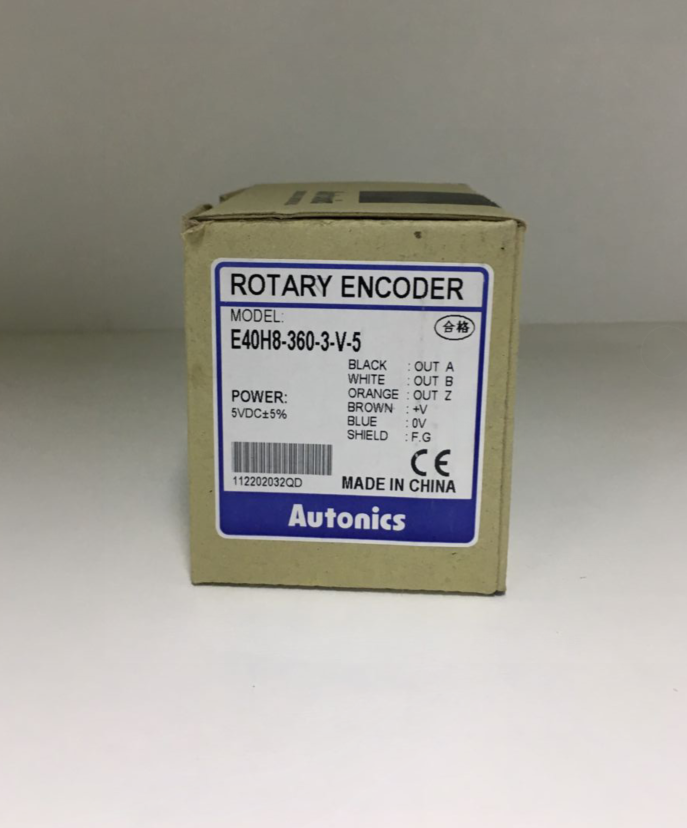 ROTARY ENCODER
MODEL:
E40H8-360-3-V-5
合格
BLACK : OUT A
WHITE : OUT B
ORANGE : OUT Z
BROWN : +V
BLUE : 0V
SHIELD : F.G
POWER:
5VDC±5%
CE
112202032QD
MADE IN CHINA
Autonics